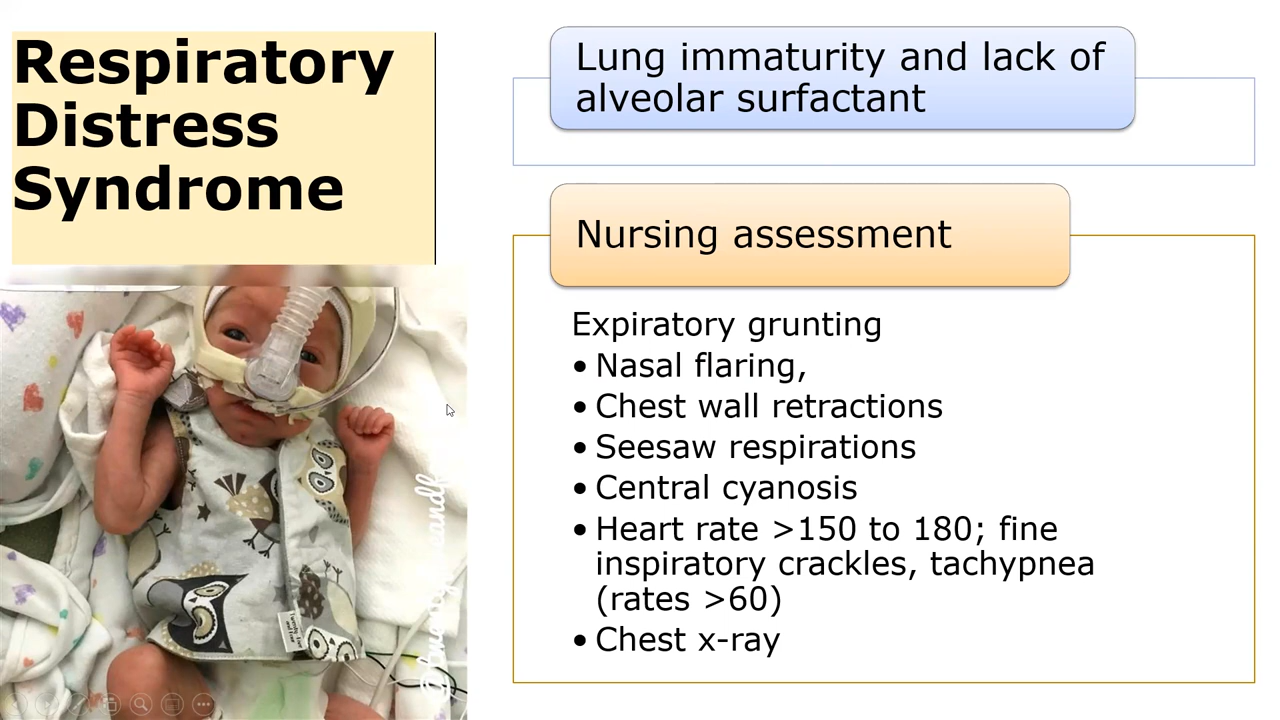 Respiratory
Distress
Syndrome
Lung immaturity and lack of
alveolar surfactant
Nursing assessment
Expiratory grunting
• Nasal flaring,
• Chest wall retractions
• Seesaw respirations
• Central cyanosis
• Heart rate >150 to 180; fine
inspiratory crackles, tachypnea
(rates >60)
• Chest x-ray